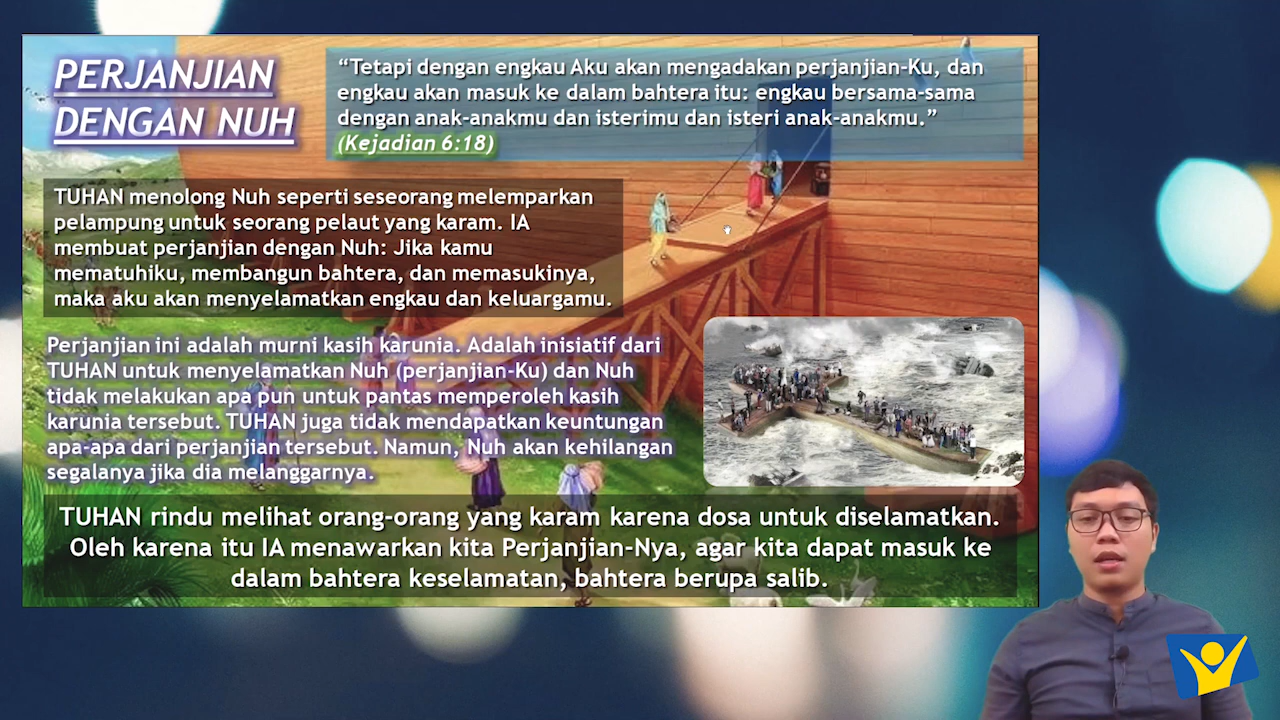 PERJANJIAN
DENGAN NUH
“Tetapi dengan engkau Aku akan mengadakan perjanjian-Ku, dan
engkau akan masuk ke dalam bahtera itu: engkau bersama-sama
dengan anak-anakmu dan isterimu dan isteri anak-anakmu.”
(Kejadian 6:18)
TUHAN menolong Nuh seperti seseorang melemparkan
pelampung untuk seorang pelaut yang karam. IA
membuat perjanjian dengan Nuh: Jika kamu
mematuhiku, membangun bahtera, dan memasukinya,
maka aku akan menyelamatkan engkau dan keluargamu.
Perjanjian ini adalah murni kasih karunia. Adalah inisiatif dari
TUHAN untuk menyelamatkan Nuh (perjanjian-Ku) dan Nuh
tidak melakukan apa pun untuk pantas memperoleh kasih
karunia tersebut. TUHAN juga tidak mendapatkan keuntungan
apa-apa dari perjanjian tersebut. Namun, Nuh akan kehilangan
segalanya jika dia melanggarnya.
TUHAN rindu melihat orang-orang yang karam karena dosa untuk diselamatkan.
Oleh karena itu IA menawarkan kita Perjanjian-Nya, agar kita dapat masuk ke
dalam bahtera keselamatan, bahtera berupa salib.